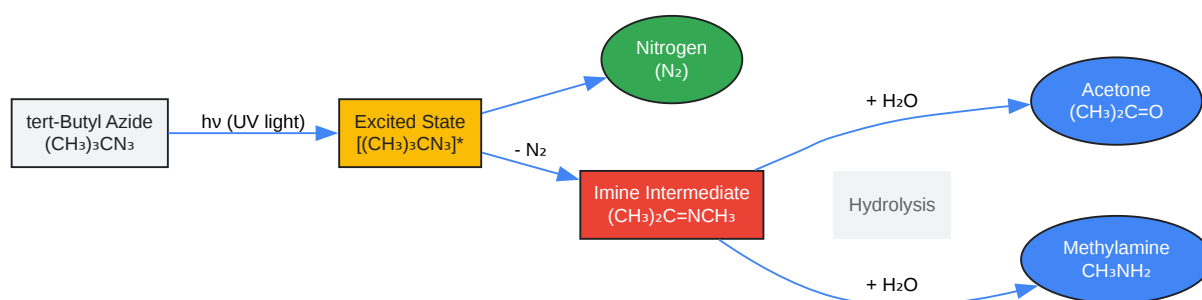 tert-Butyl Azide
(CH₃)₃CN₃
hν (UV light)
Excited State
[(CH₃)₃CN₃]*
Nitrogen
(N₂)
- N₂
Imine Intermediate
(CH₃)₂C=NCH₃
+ H₂O
Hydrolysis
+ H₂O
Acetone
(CH₃)₂C=O
Methylamine
CH₃NH₂